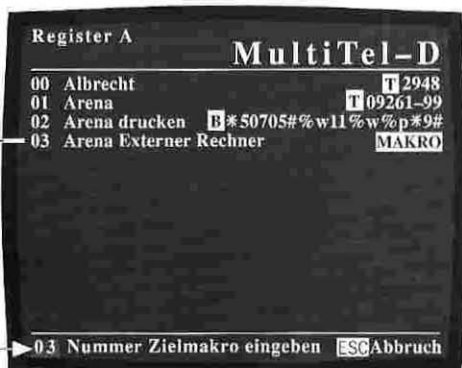 Register A
MultiTel–D
00 Albrecht T 2948
01 Arena T 09261–99
02 Arena drucken B *50705#%w11%w%p*9#
03 Arena Externer Rechner MAKRO
03 Nummer Zielmakro eingeben ESC Abbruch